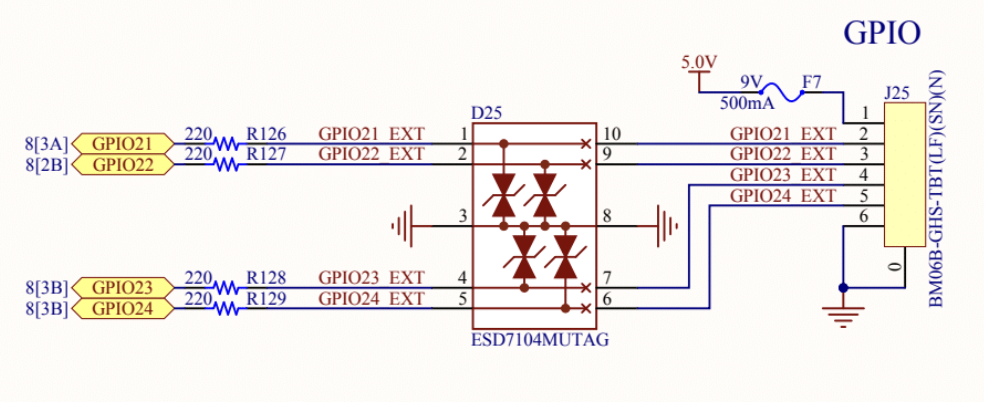 GPIO
5.0V
9V F7
500mA
J25
D25
8[3A] GPIO21 220 R126 GPIO21_EXT 1 10 GPIO21_EXT 2
8[2B] GPIO22 220 R127 GPIO22_EXT 2 9 GPIO22_EXT 3
GPIO23_EXT 4
GPIO24_EXT 5
3 8 6
8[3B] GPIO23 220 R128 GPIO23_EXT 4 7
8[3B] GPIO24 220 R129 GPIO24_EXT 5 6
ESD7104MUTAG
1
0
BM06B-GHS-TBT(LF)(SN)(N)